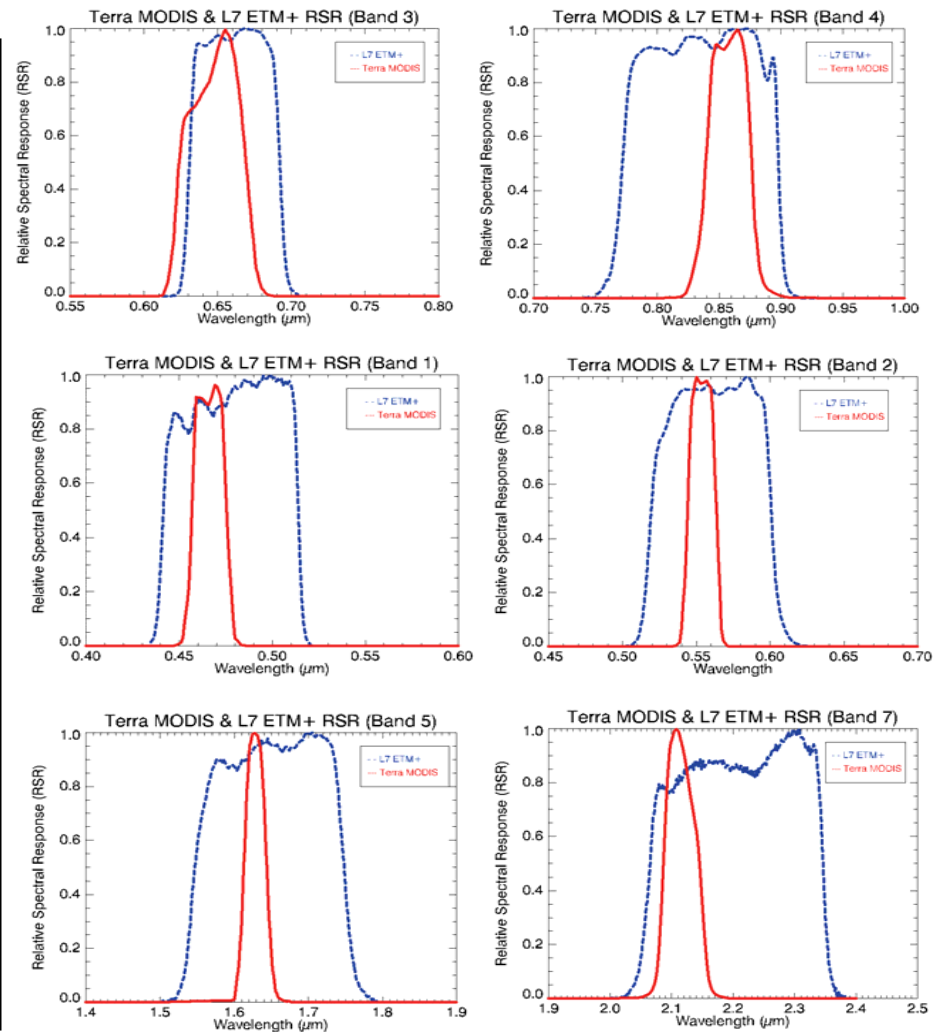 Terra MODIS & L7 ETM+ RSR (Band 3)
Relative Spectral Response (RSR)
1.0
0.8
0.6
0.4
0.2
0.0
L7 ETM+
Terra MODIS
0.55 0.60 0.65 0.70 0.75 0.80
Wavelength (μm)
Terra MODIS & L7 ETM+ RSR (Band 4)
Relative Spectral Response (RSR)
1.0
0.8
0.6
0.4
0.2
0.0
L7 ETM+
Terra MODIS
0.70 0.75 0.80 0.85 0.90 0.95 1.00
Wavelength (μm)
Terra MODIS & L7 ETM+ RSR (Band 1)
Relative Spectral Response (RSR)
1.0
0.8
0.6
0.4
0.2
0.0
L7 ETM+
Terra MODIS
0.40 0.45 0.50 0.55 0.60
Wavelength (μm)
Terra MODIS & L7 ETM+ RSR (Band 2)
Relative Spectral Response (RSR)
1.0
0.8
0.6
0.4
0.2
0.0
L7 ETM+
Terra MODIS
0.45 0.50 0.55 0.60 0.65 0.70
Wavelength
Terra MODIS & L7 ETM+ RSR (Band 5)
Relative Spectral Response (RSR)
1.0
0.8
0.6
0.4
0.2
0.0
L7 ETM+
Terra MODIS
1.4 1.5 1.6 1.7 1.8 1.9
Wavelength (μm)
Terra MODIS & L7 ETM+ RSR (Band 7)
Relative Spectral Response (RSR)
1.0
0.8
0.6
0.4
0.2
0.0
L7 ETM+
Terra MODIS
1.9 2.0 2.1 2.2 2.3 2.4 2.5
Wavelength (μm)